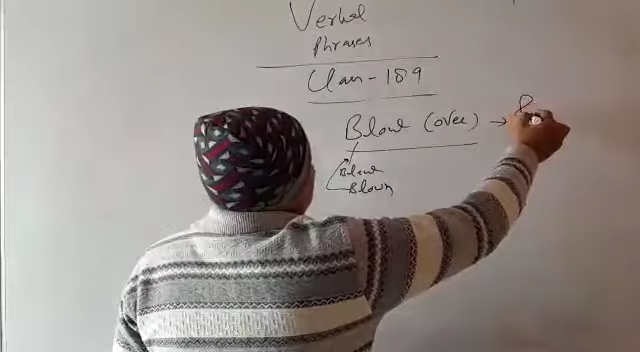 Verbal
Phrases
Class - 189
Blow (over) →
Blew
Blown